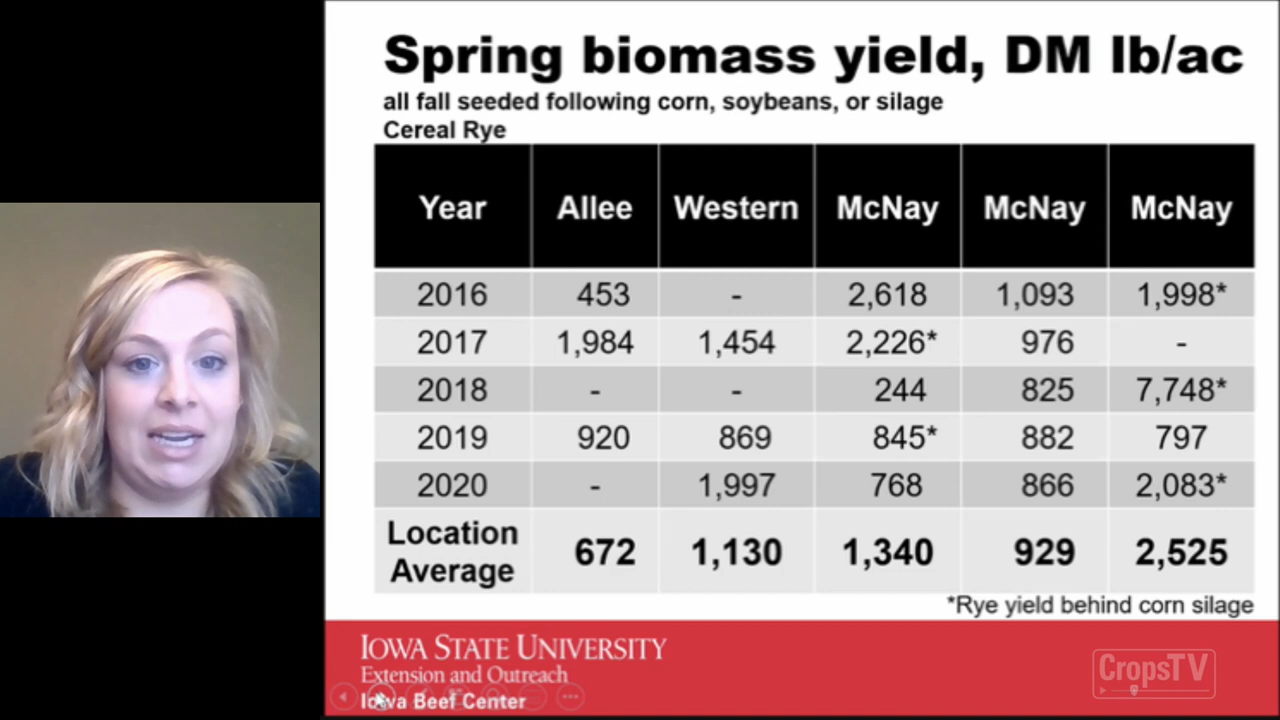 Spring biomass yield, DM lb/ac
all fall seeded following corn, soybeans, or silage
Cereal Rye
Year Allee Western McNay McNay McNay
2016 453 - 2,618 1,093 1,998*
2017 1,984 1,454 2,226* 976 -
2018 - - 244 825 7,748*
2019 920 869 845* 882 797
2020 - 1,997 768 866 2,083*
Location
Average 672 1,130 1,340 929 2,525
*Rye yield behind corn silage
IOWA STATE UNIVERSITY
Extension and Outreach
Iowa Beef Center
CropsTV